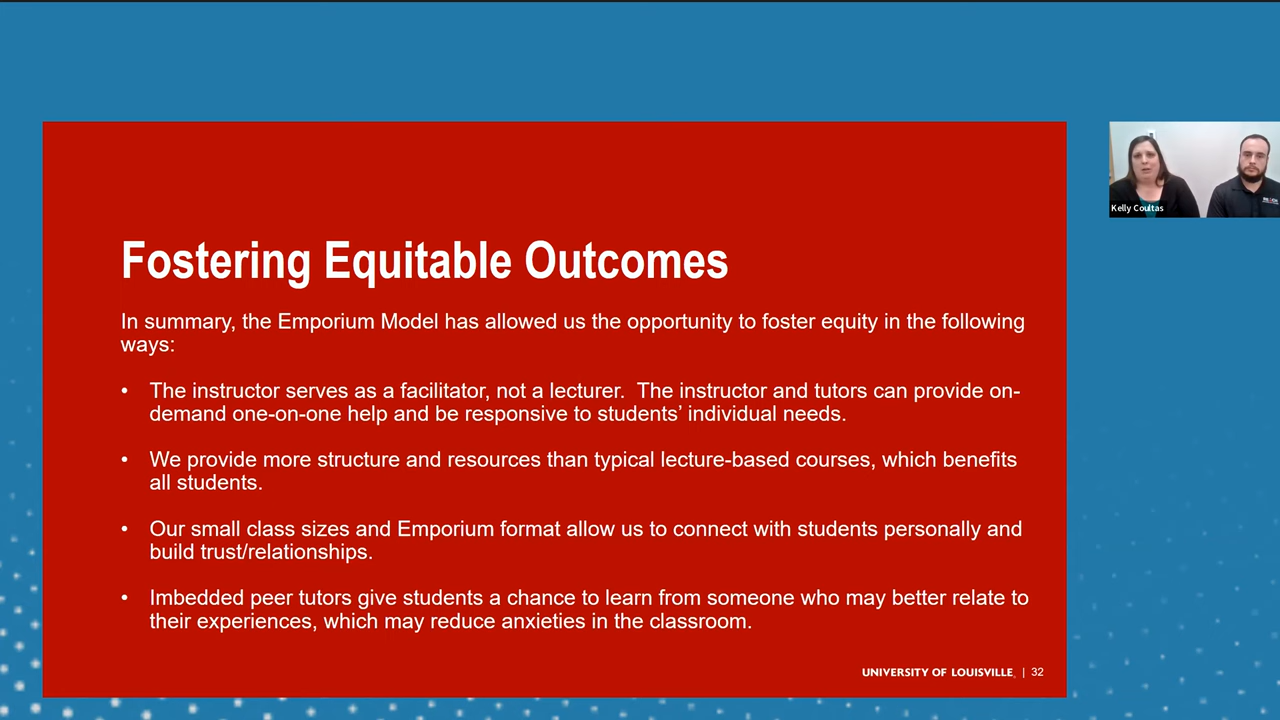 Fostering Equitable Outcomes
In summary, the Emporium Model has allowed us the opportunity to foster equity in the following
ways:
• The instructor serves as a facilitator, not a lecturer.  The instructor and tutors can provide on-
demand one-on-one help and be responsive to students’ individual needs.
• We provide more structure and resources than typical lecture-based courses, which benefits
all students.
• Our small class sizes and Emporium format allow us to connect with students personally and
build trust/relationships.
• Imbedded peer tutors give students a chance to learn from someone who may better relate to
their experiences, which may reduce anxieties in the classroom.
UNIVERSITY OF LOUISVILLE | 32
Kelly Coultas